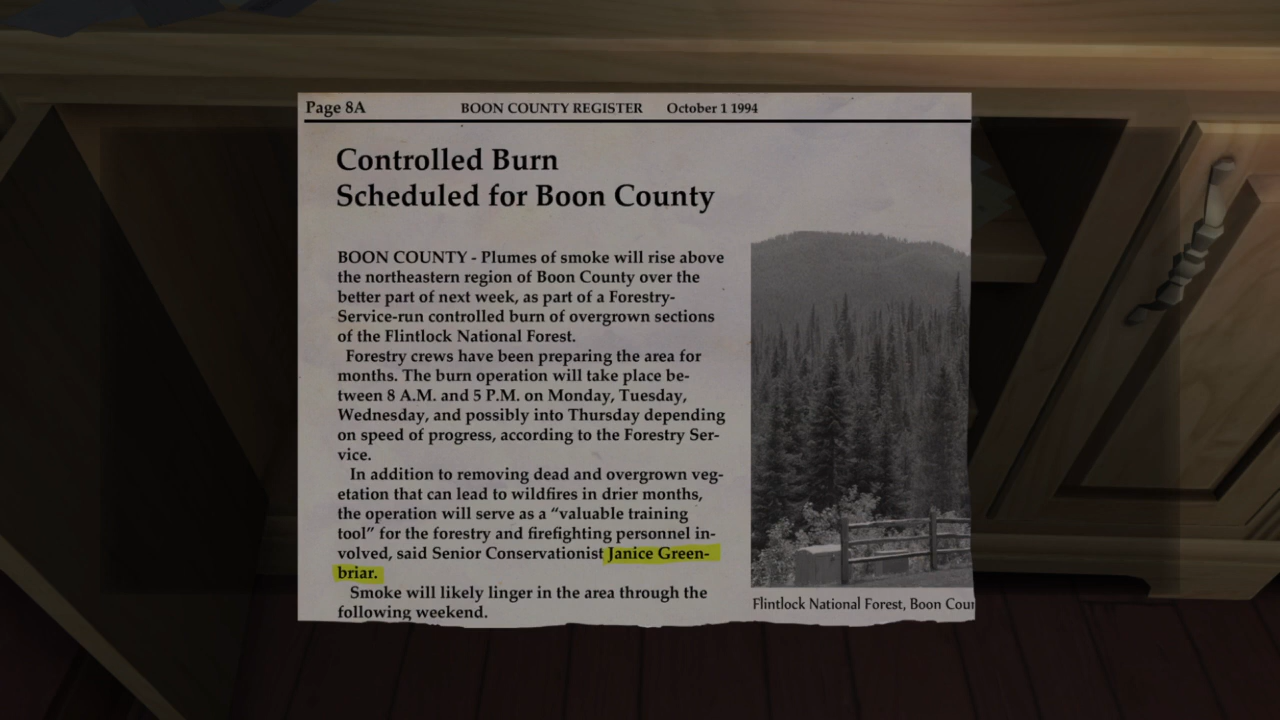 Page 8A BOON COUNTY REGISTER October 1 1994
Controlled Burn
Scheduled for Boon County
BOON COUNTY - Plumes of smoke will rise above
the northeastern region of Boon County over the
better part of next week, as part of a Forestry-
Service-run controlled burn of overgrown sections
of the Flintlock National Forest.
Forestry crews have been preparing the area for
months. The burn operation will take place be-
tween 8 A.M. and 5 P.M. on Monday, Tuesday,
Wednesday, and possibly into Thursday depending
on speed of progress, according to the Forestry Ser-
vice.
In addition to removing dead and overgrown veg-
etation that can lead to wildfires in drier months,
the operation will serve as a “valuable training
tool” for the forestry and firefighting personnel in-
volved, said Senior Conservationist Janice Green-
briar.
Smoke will likely linger in the area through the
following weekend.
Flintlock National Forest, Boon Cour